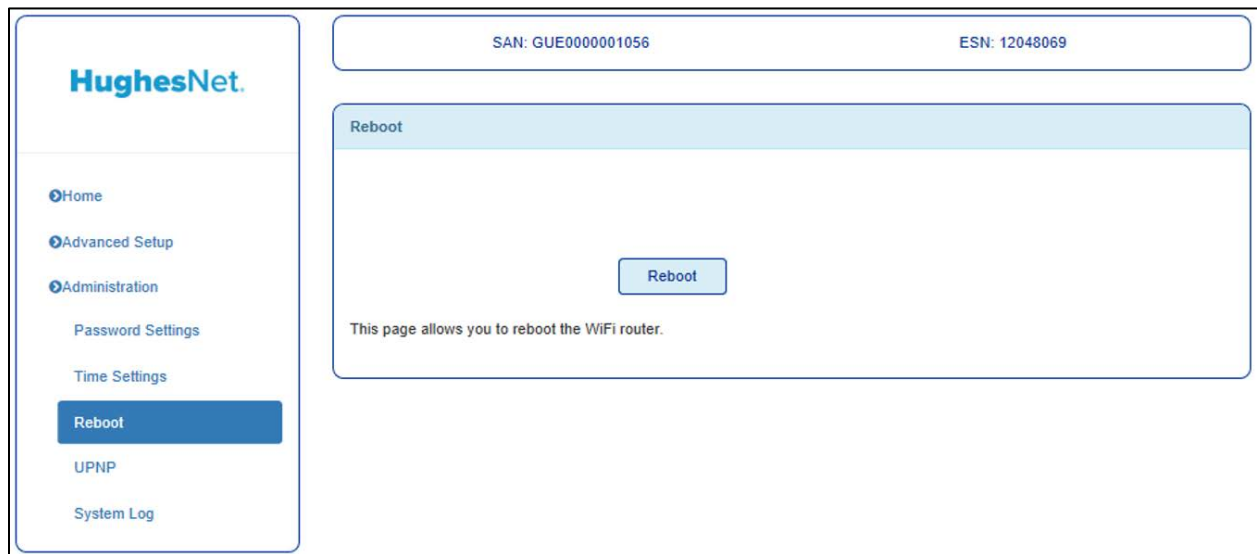 HughesNet.
Home
Advanced Setup
Administration
Password Settings
Time Settings
Reboot
UPNP
System Log
SAN: GUE0000001056 ESN: 12048069
Reboot
Reboot
This page allows you to reboot the WiFi router.